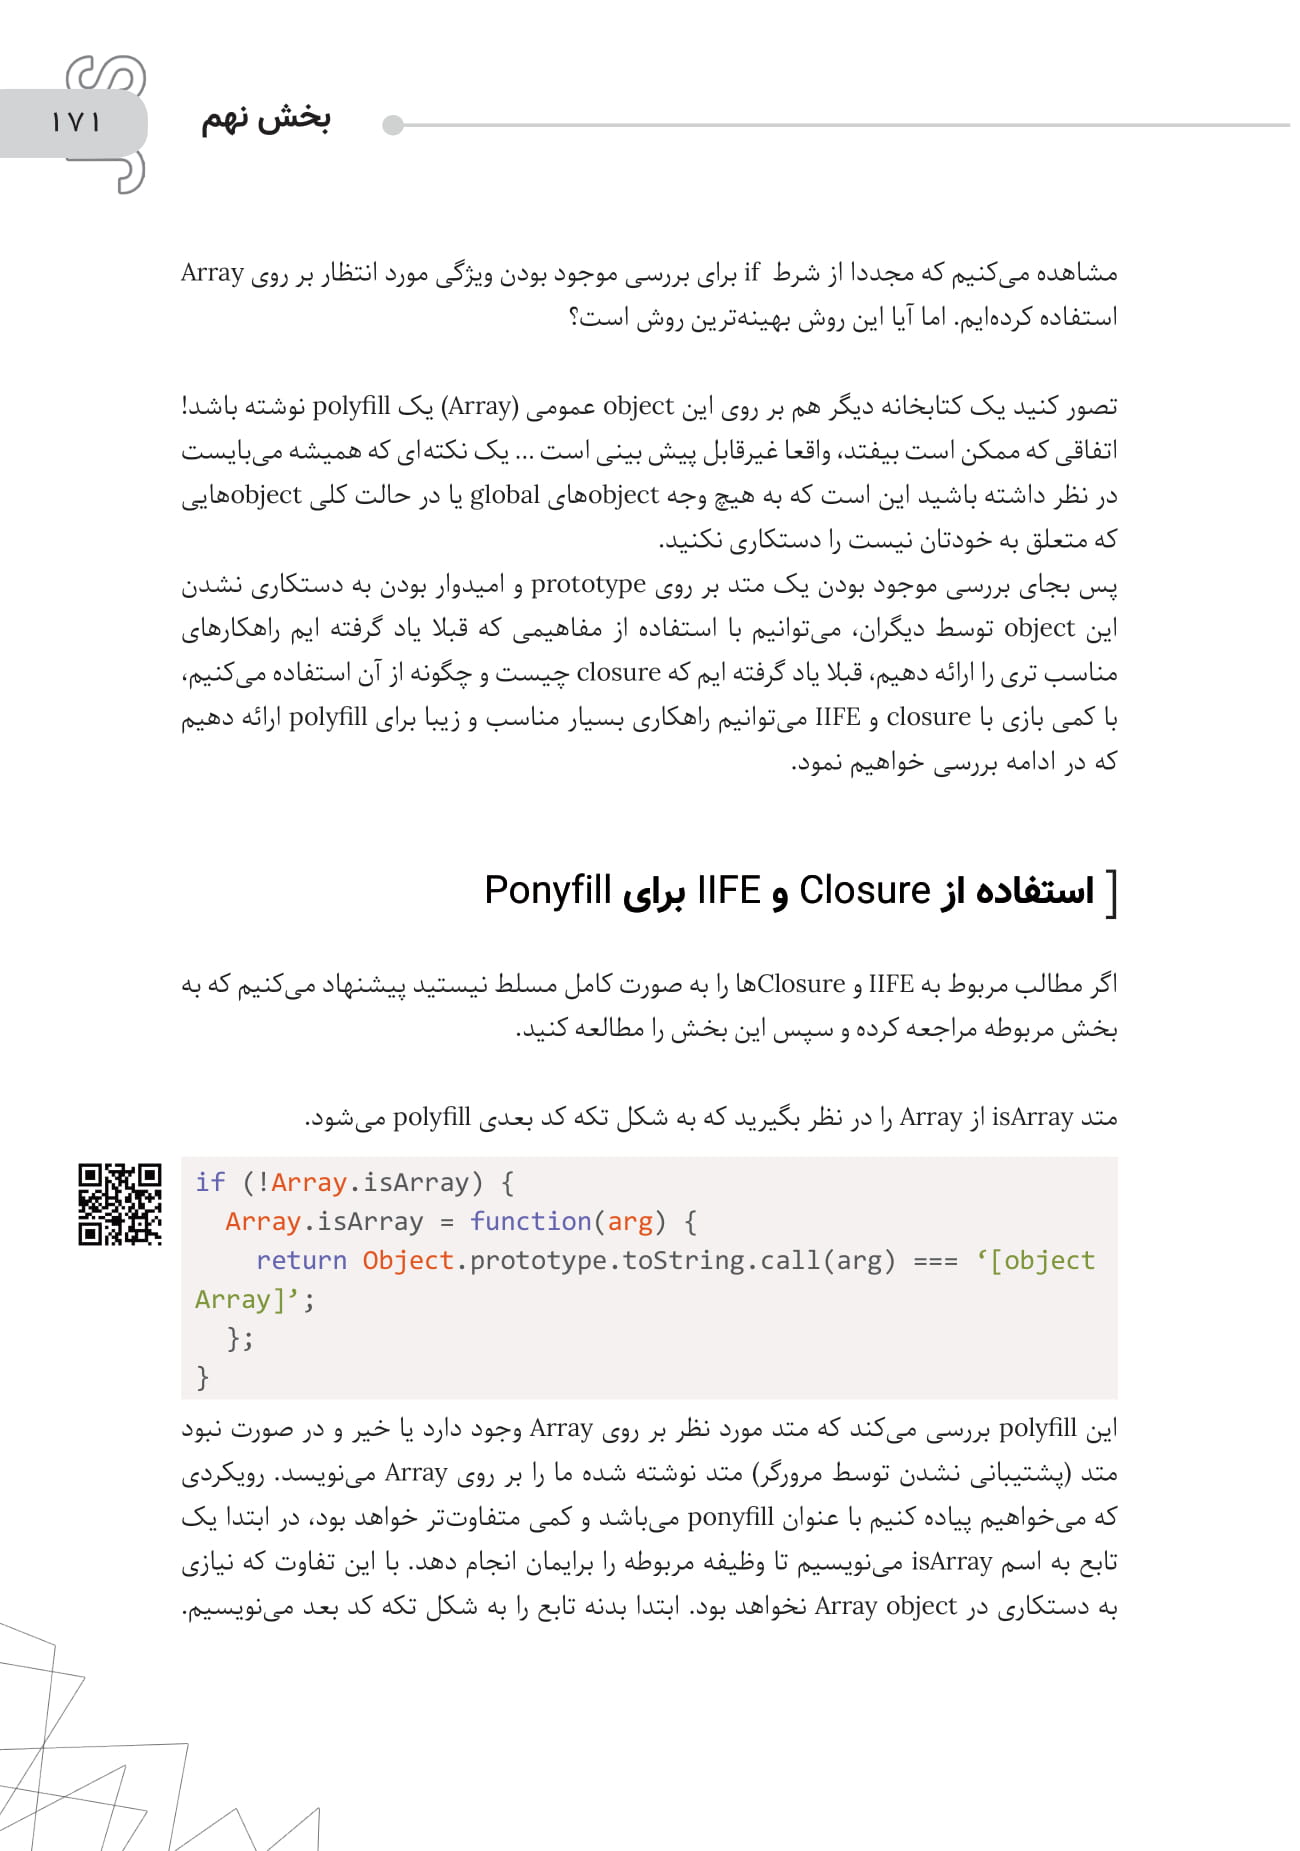 JS
۱۷۱
بخش نهم
مشاهده می‌کنیم که مجددا از شرط if برای بررسی موجود بودن ویژگی مورد انتظار بر روی Array
استفاده کرده‌ایم. اما آیا این روش بهینه‌ترین روش است؟
تصور کنید یک کتابخانه دیگر هم بر روی این object عمومی (Array) یک polyfill نوشته باشد!
اتفاقی که ممکن است بیفتد، واقعا غیرقابل پیش بینی است ... یک نکته‌ای که همیشه می‌بایست
در نظر داشته باشید این است که به هیچ وجه objectهای global یا در حالت کلی objectهایی
که متعلق به خودتان نیست را دستکاری نکنید.
پس بجای بررسی موجود بودن یک متد بر روی prototype و امیدوار بودن به دستکاری نشدن
این object توسط دیگران، می‌توانیم با استفاده از مفاهیمی که قبلا یاد گرفته ایم راهکارهای
مناسب تری را ارائه دهیم، قبلا یاد گرفته ایم که closure چیست و چگونه از آن استفاده می‌کنیم،
با کمی بازی با closure و IIFE می‌توانیم راهکاری بسیار مناسب و زیبا برای polyfill ارائه دهیم
که در ادامه بررسی خواهیم نمود.
[ استفاده از Closure و IIFE برای Ponyfill
اگر مطالب مربوط به IIFE و Closureها را به صورت کامل مسلط نیستید پیشنهاد می‌کنیم که به
بخش مربوطه مراجعه کرده و سپس این بخش را مطالعه کنید.
متد isArray از Array را در نظر بگیرید که به شکل تکه کد بعدی polyfill می‌شود.
if (!Array.isArray) {
  Array.isArray = function(arg) {
    return Object.prototype.toString.call(arg) === ‘[object
Array]’;
  };
}
این polyfill بررسی می‌کند که متد مورد نظر بر روی Array وجود دارد یا خیر و در صورت نبود
متد (پشتیبانی نشدن توسط مرورگر) متد نوشته شده ما را بر روی Array می‌نویسد. رویکردی
که می‌خواهیم پیاده کنیم با عنوان ponyfill می‌باشد و کمی متفاوت‌تر خواهد بود، در ابتدا یک
تابع به اسم isArray می‌نویسیم تا وظیفه مربوطه را برایمان انجام دهد. با این تفاوت که نیازی
به دستکاری در Array object نخواهد بود. ابتدا بدنه تابع را به شکل تکه کد بعد می‌نویسیم.